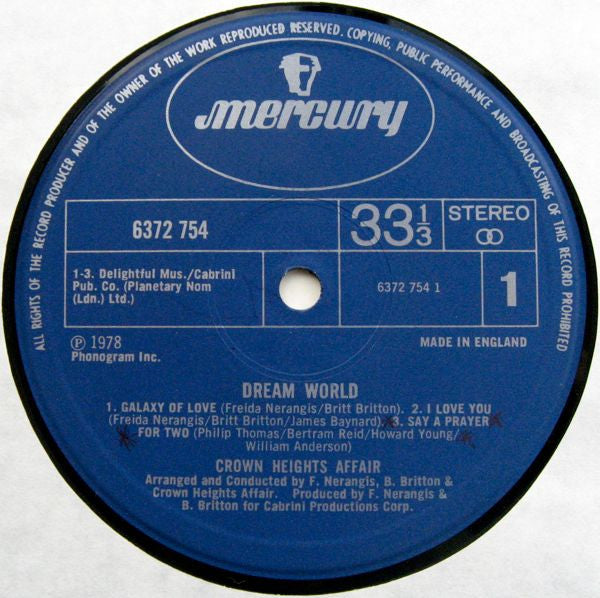 ALL RIGHTS OF THE RECORD PRODUCER AND OF THE OWNER OF THE WORK REPRODUCED RESERVED. COPYING, PUBLIC PERFORMANCE AND BROADCASTING OF THIS RECORD PROHIBITED
mercury
6372 754
33 1/3
STEREO
1-3. Delightful Mus./Cabrini
Pub. Co. (Planetary Nom
(Ldn.) Ltd.)
6372 754 1
1
Ⓟ 1978
Phonogram Inc.
MADE IN ENGLAND
DREAM WORLD
1. GALAXY OF LOVE (Freida Nerangis/Britt Britton). 2. I LOVE YOU
(Freida Nerangis/Britt Britton/James Baynard). 3. SAY A PRAYER
FOR TWO (Philip Thomas/Bertram Reid/Howard Young/
William Anderson)
CROWN HEIGHTS AFFAIR
Arranged and Conducted by F. Nerangis, B. Britton &
Crown Heights Affair. Produced by F. Nerangis &
B. Britton for Cabrini Productions Corp.